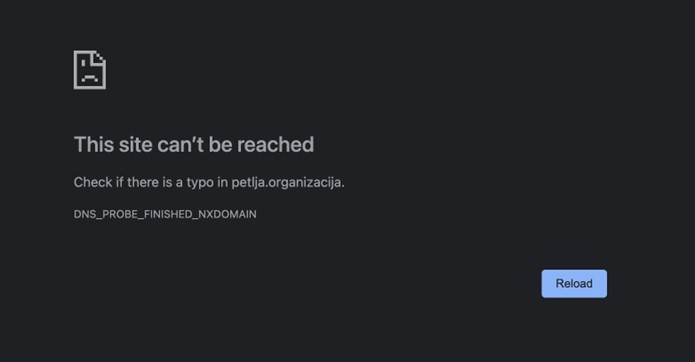 This site can’t be reached
Check if there is a typo in petlja.organizacija.
DNS_PROBE_FINISHED_NXDOMAIN
Reload